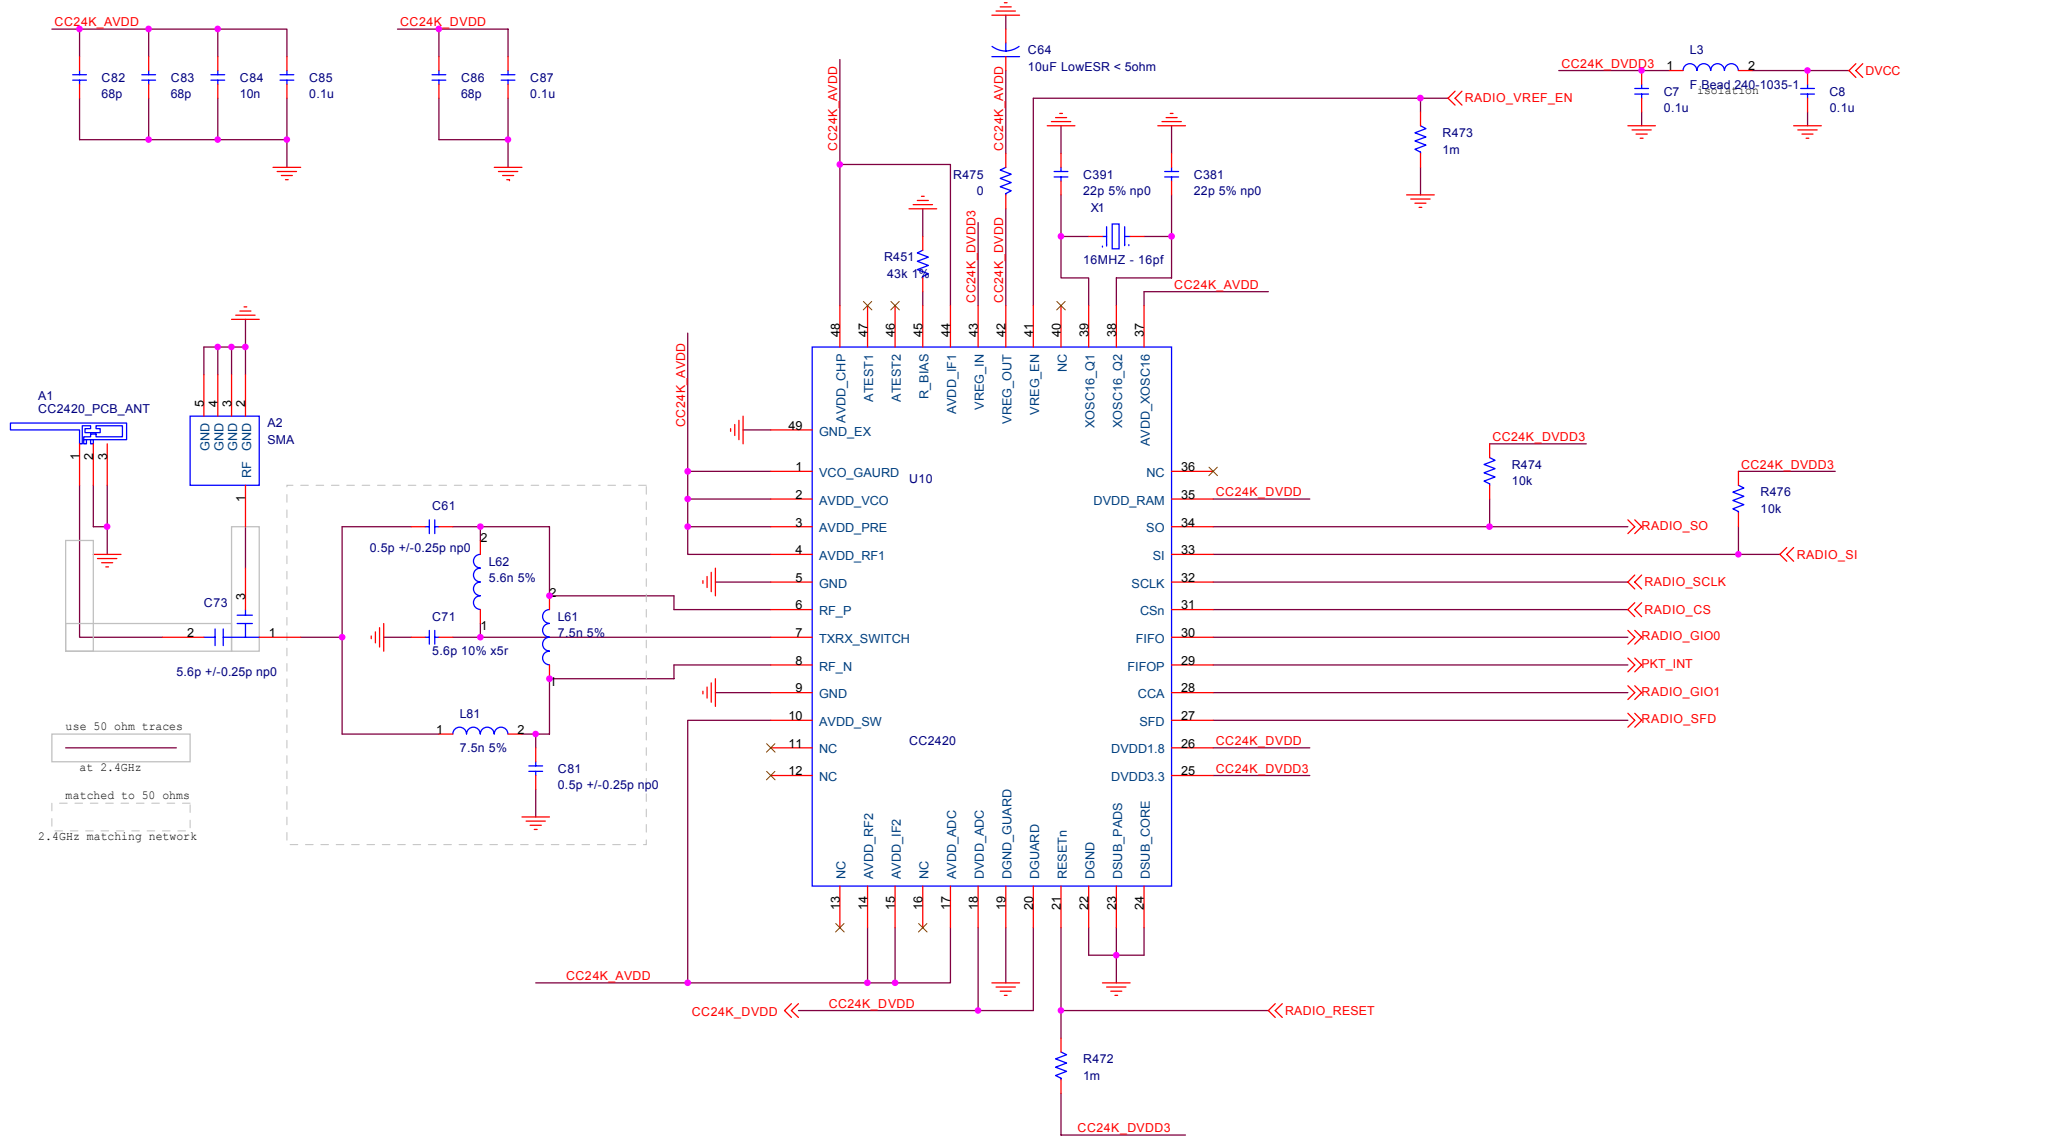 CC24K_AVDD
C82
68p
C83
68p
C84
10n
C85
0.1u
CC24K_DVDD
C86
68p
C87
0.1u
C64
10uF LowESR < 5ohm
CC24K_AVDD
CC24K_AVDD
R475
0
CC24K_DVDD3
CC24K_DVDD
R451
43k 1%
C391
22p 5% np0
C381
22p 5% np0
X1
16MHZ - 16pf
CC24K_AVDD
RADIO_VREF_EN
R473
1m
CC24K_DVDD3
L3
1
2
F Bead 240-1035-1
isolation
DVCC
C7
0.1u
C8
0.1u
A1
CC2420_PCB_ANT
1
2
3
5
4
3
2
GND
GND
GND
GND
RF
1
A2
SMA
C73
3
2
1
5.6p +/-0.25p np0
C61
0.5p +/-0.25p np0
2
L62
5.6n 5%
1
C71
5.6p 10% x5r
2
L61
7.5n 5%
1
L81
1
2
7.5n 5%
C81
0.5p +/-0.25p np0
use 50 ohm traces
at 2.4GHz
matched to 50 ohms
2.4GHz matching network
CC24K_AVDD
48
47
46
45
44
43
42
41
40
39
38
37
AVDD_CHP
ATEST1
ATEST2
R_BIAS
AVDD_IF1
VREG_IN
VREG_OUT
VREG_EN
NC
XOSC16_Q1
XOSC16_Q2
AVDD_XOSC16
49
GND_EX
1
VCO_GAURD
2
AVDD_VCO
3
AVDD_PRE
4
AVDD_RF1
5
GND
6
RF_P
7
TXRX_SWITCH
8
RF_N
9
GND
10
AVDD_SW
11
NC
12
NC
U10
CC2420
NC
36
DVDD_RAM
35
CC24K_DVDD
SO
34
RADIO_SO
SI
33
RADIO_SI
SCLK
32
RADIO_SCLK
CSn
31
RADIO_CS
FIFO
30
RADIO_GIO0
FIFOP
29
PKT_INT
CCA
28
RADIO_GIO1
SFD
27
RADIO_SFD
DVDD1.8
26
CC24K_DVDD
DVDD3.3
25
CC24K_DVDD3
CC24K_DVDD3
R474
10k
CC24K_DVDD3
R476
10k
NC
AVDD_RF2
AVDD_IF2
NC
AVDD_ADC
DVDD_ADC
DGND_GUARD
DGUARD
RESETn
DGND
DSUB_PADS
DSUB_CORE
13
14
15
16
17
18
19
20
21
22
23
24
CC24K_AVDD
CC24K_DVDD
CC24K_DVDD
RADIO_RESET
R472
1m
CC24K_DVDD3